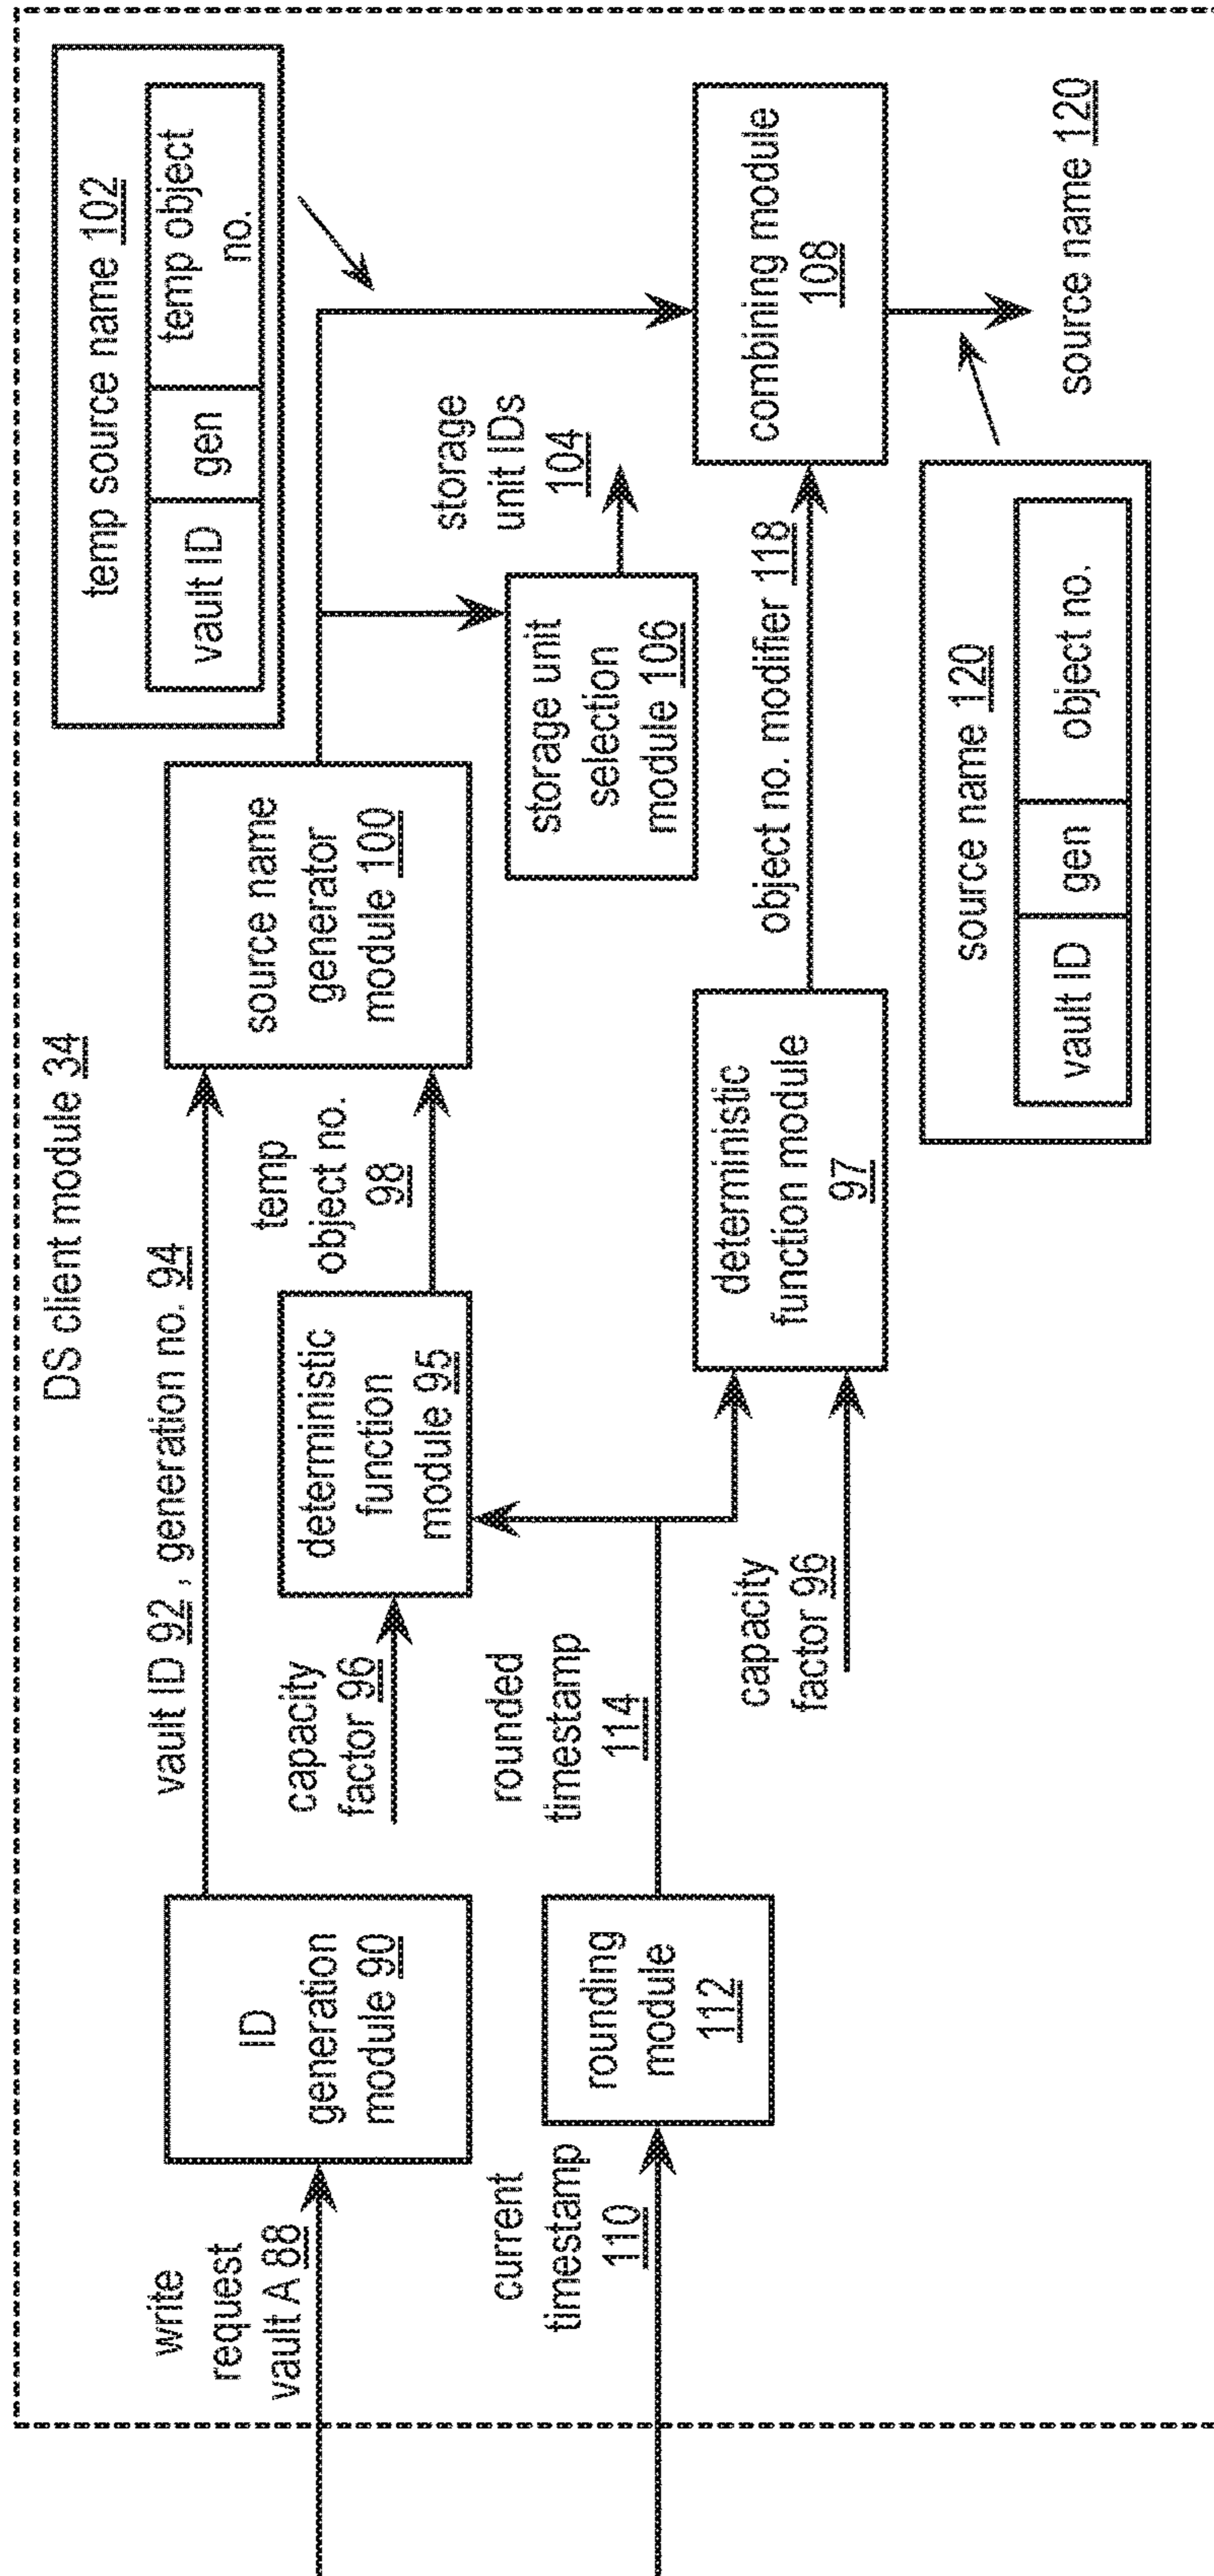 DS client module 34
write
request
vault A 88
ID
generation
module 90
vault ID 92, generation no. 94
capacity
factor 96
deterministic
function
module 95
temp
object no.
98
source name
generator
module 100
temp source name 102
vault ID
gen
temp object
no.
current
timestamp
110
rounding
module
112
rounded
timestamp
114
storage unit
selection
module 106
storage
unit IDs
104
capacity
factor 96
deterministic
function module
97
object no. modifier 118
combining module
108
source name 120
vault ID
gen
object no.
source name 120